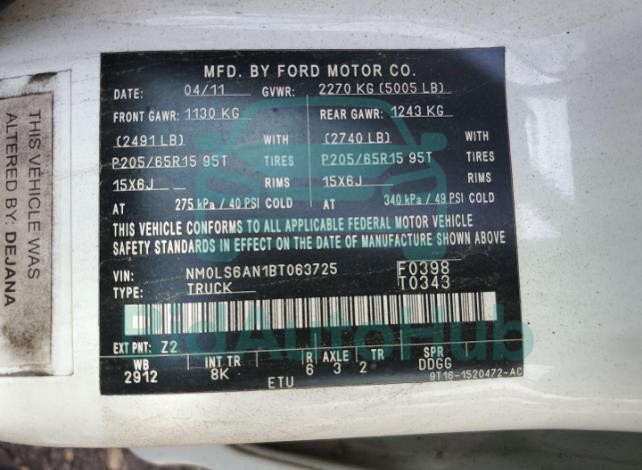 THIS VEHICLE WAS
ALTERED BY: DEJANA
MFD. BY FORD MOTOR CO.
DATE: 04/11 GVWR: 2270 KG (5005 LB)
FRONT GAWR: 1130 KG REAR GAWR: 1243 KG
(2491 LB) WITH (2740 LB) WITH
P205/65R15 95T TIRES P205/65R15 95T TIRES
15X6J RIMS 15X6J RIMS
AT 275 kPa / 40 PSI COLD AT 340 kPa / 49 PSI COLD
THIS VEHICLE CONFORMS TO ALL APPLICABLE FEDERAL MOTOR VEHICLE
SAFETY STANDARDS IN EFFECT ON THE DATE OF MANUFACTURE SHOWN ABOVE
VIN: NM0LS6AN1BT063725 F0398
TYPE: TRUCK T0343
BidAutoHub
EXT PNT: Z2
WB INT TR R AXLE TR SPR
2912 8K 6 3 2 DDGG
ETU 9T16-1520472-AC